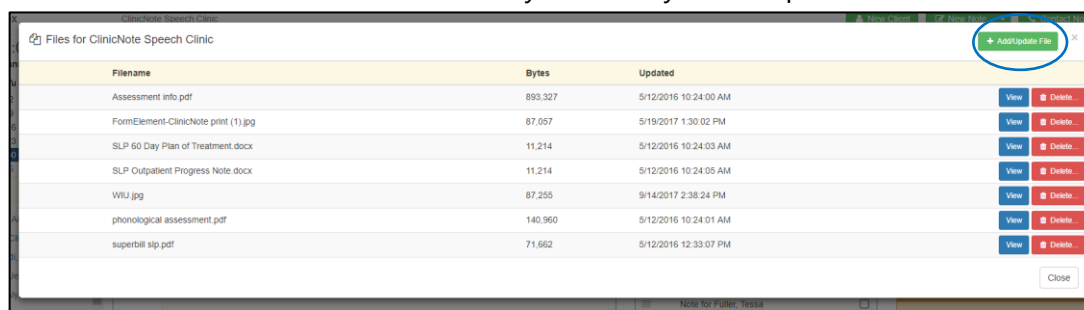 ClinicNote Speech Clinic
New Client
New Note
Contact No
Files for ClinicNote Speech Clinic
+ Add/Update File
×
Filename Bytes Updated
Assessment info.pdf 893,327 5/12/2016 10:24:00 AM View Delete...
FormElement-ClinicNote print (1).jpg 87,057 5/19/2017 1:30:02 PM View Delete...
SLP 60 Day Plan of Treatment.docx 11,214 5/12/2016 10:24:03 AM View Delete...
SLP Outpatient Progress Note.docx 11,214 5/12/2016 10:24:05 AM View Delete...
WIU.jpg 87,255 9/14/2017 2:38:24 PM View Delete...
phonological assessment.pdf 140,960 5/12/2016 10:24:01 AM View Delete...
superbill slp.pdf 71,662 5/12/2016 12:33:07 PM View Delete...
Close
Note for Fuller, Tessa